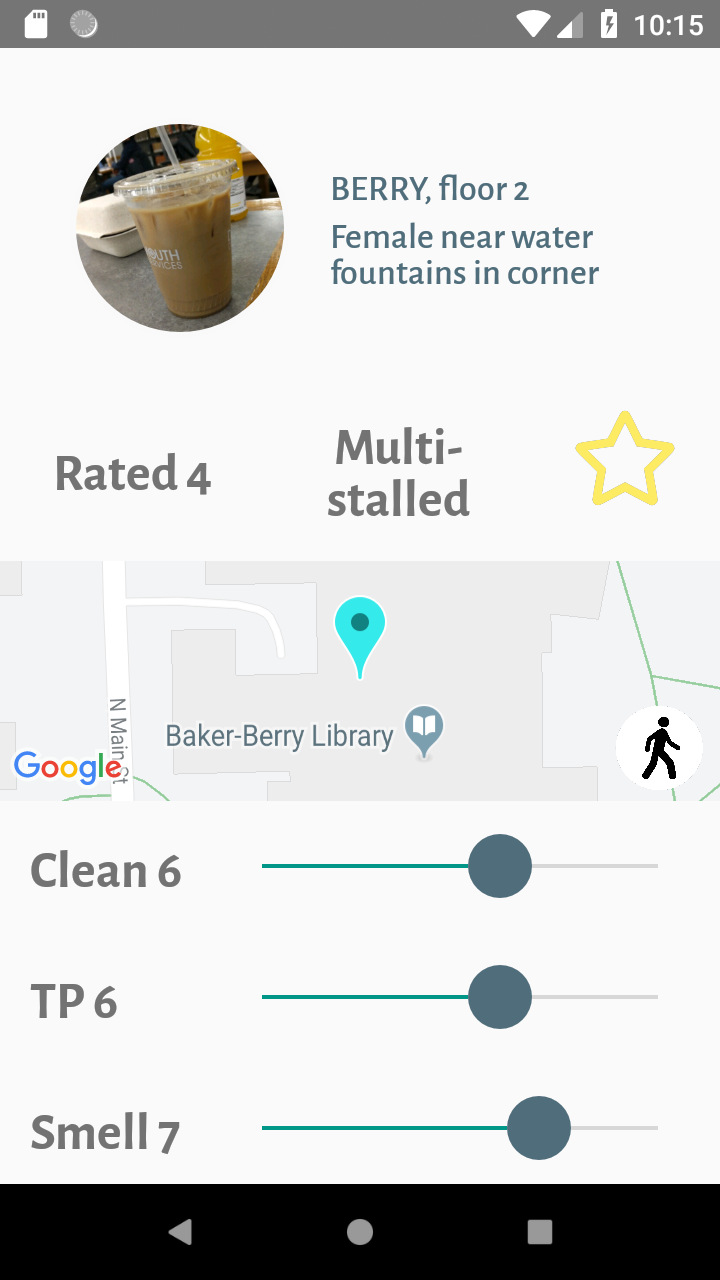 10:15
BERRY, floor 2
Female near water
fountains in corner
Rated 4
Multi-
stalled
N Main St
Baker-Berry Library
Google
Clean 6
TP 6
Smell 7